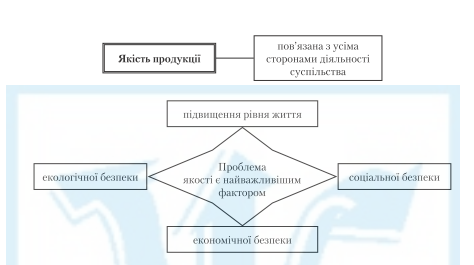 Якість продукції
пов’язана з усіма
сторонами діяльності
суспільства
підвищення рівня життя
екологічної безпеки
Проблема
якості є найважливішим
фактором
соціальної безпеки
економічної безпеки